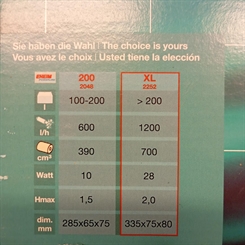 Sie haben die Wahl | The choice is yours
Vous avez le choix | Usted tiene la elección
EHEIM 200 XL
2048 2252
l 100-200 > 200
l/h 600 1200
cm³ 390 700
Watt 10 28
Hmax 1,5 2,0
dim. mm 285x65x75 335x75x80